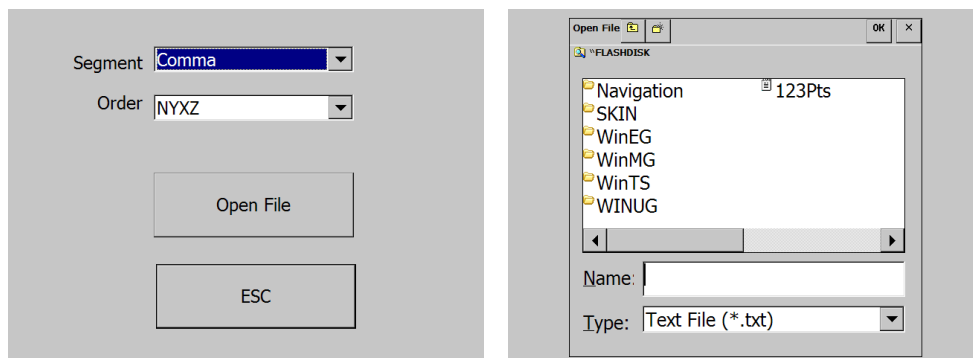 Segment Comma
Order NYXZ
Open File
ESC
Open File OK ×
\\FLASHDISK
Navigation 123Pts
SKIN
WinEG
WinMG
WinTS
WINUG
Name:
Type: Text File (*.txt)